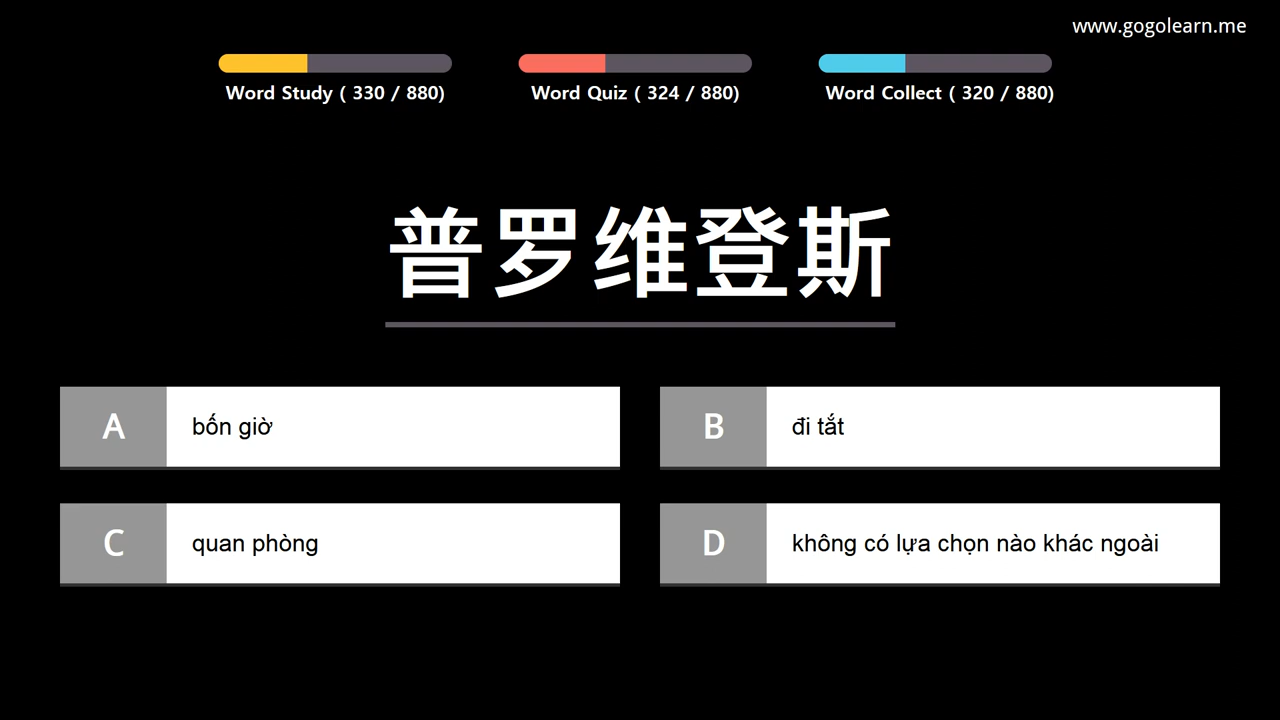 www.gogolearn.me
Word Study ( 330 / 880)
Word Quiz ( 324 / 880)
Word Collect ( 320 / 880)
普罗维登斯
A bốn giờ
B đi tắt
C quan phòng
D không có lựa chọn nào khác ngoài